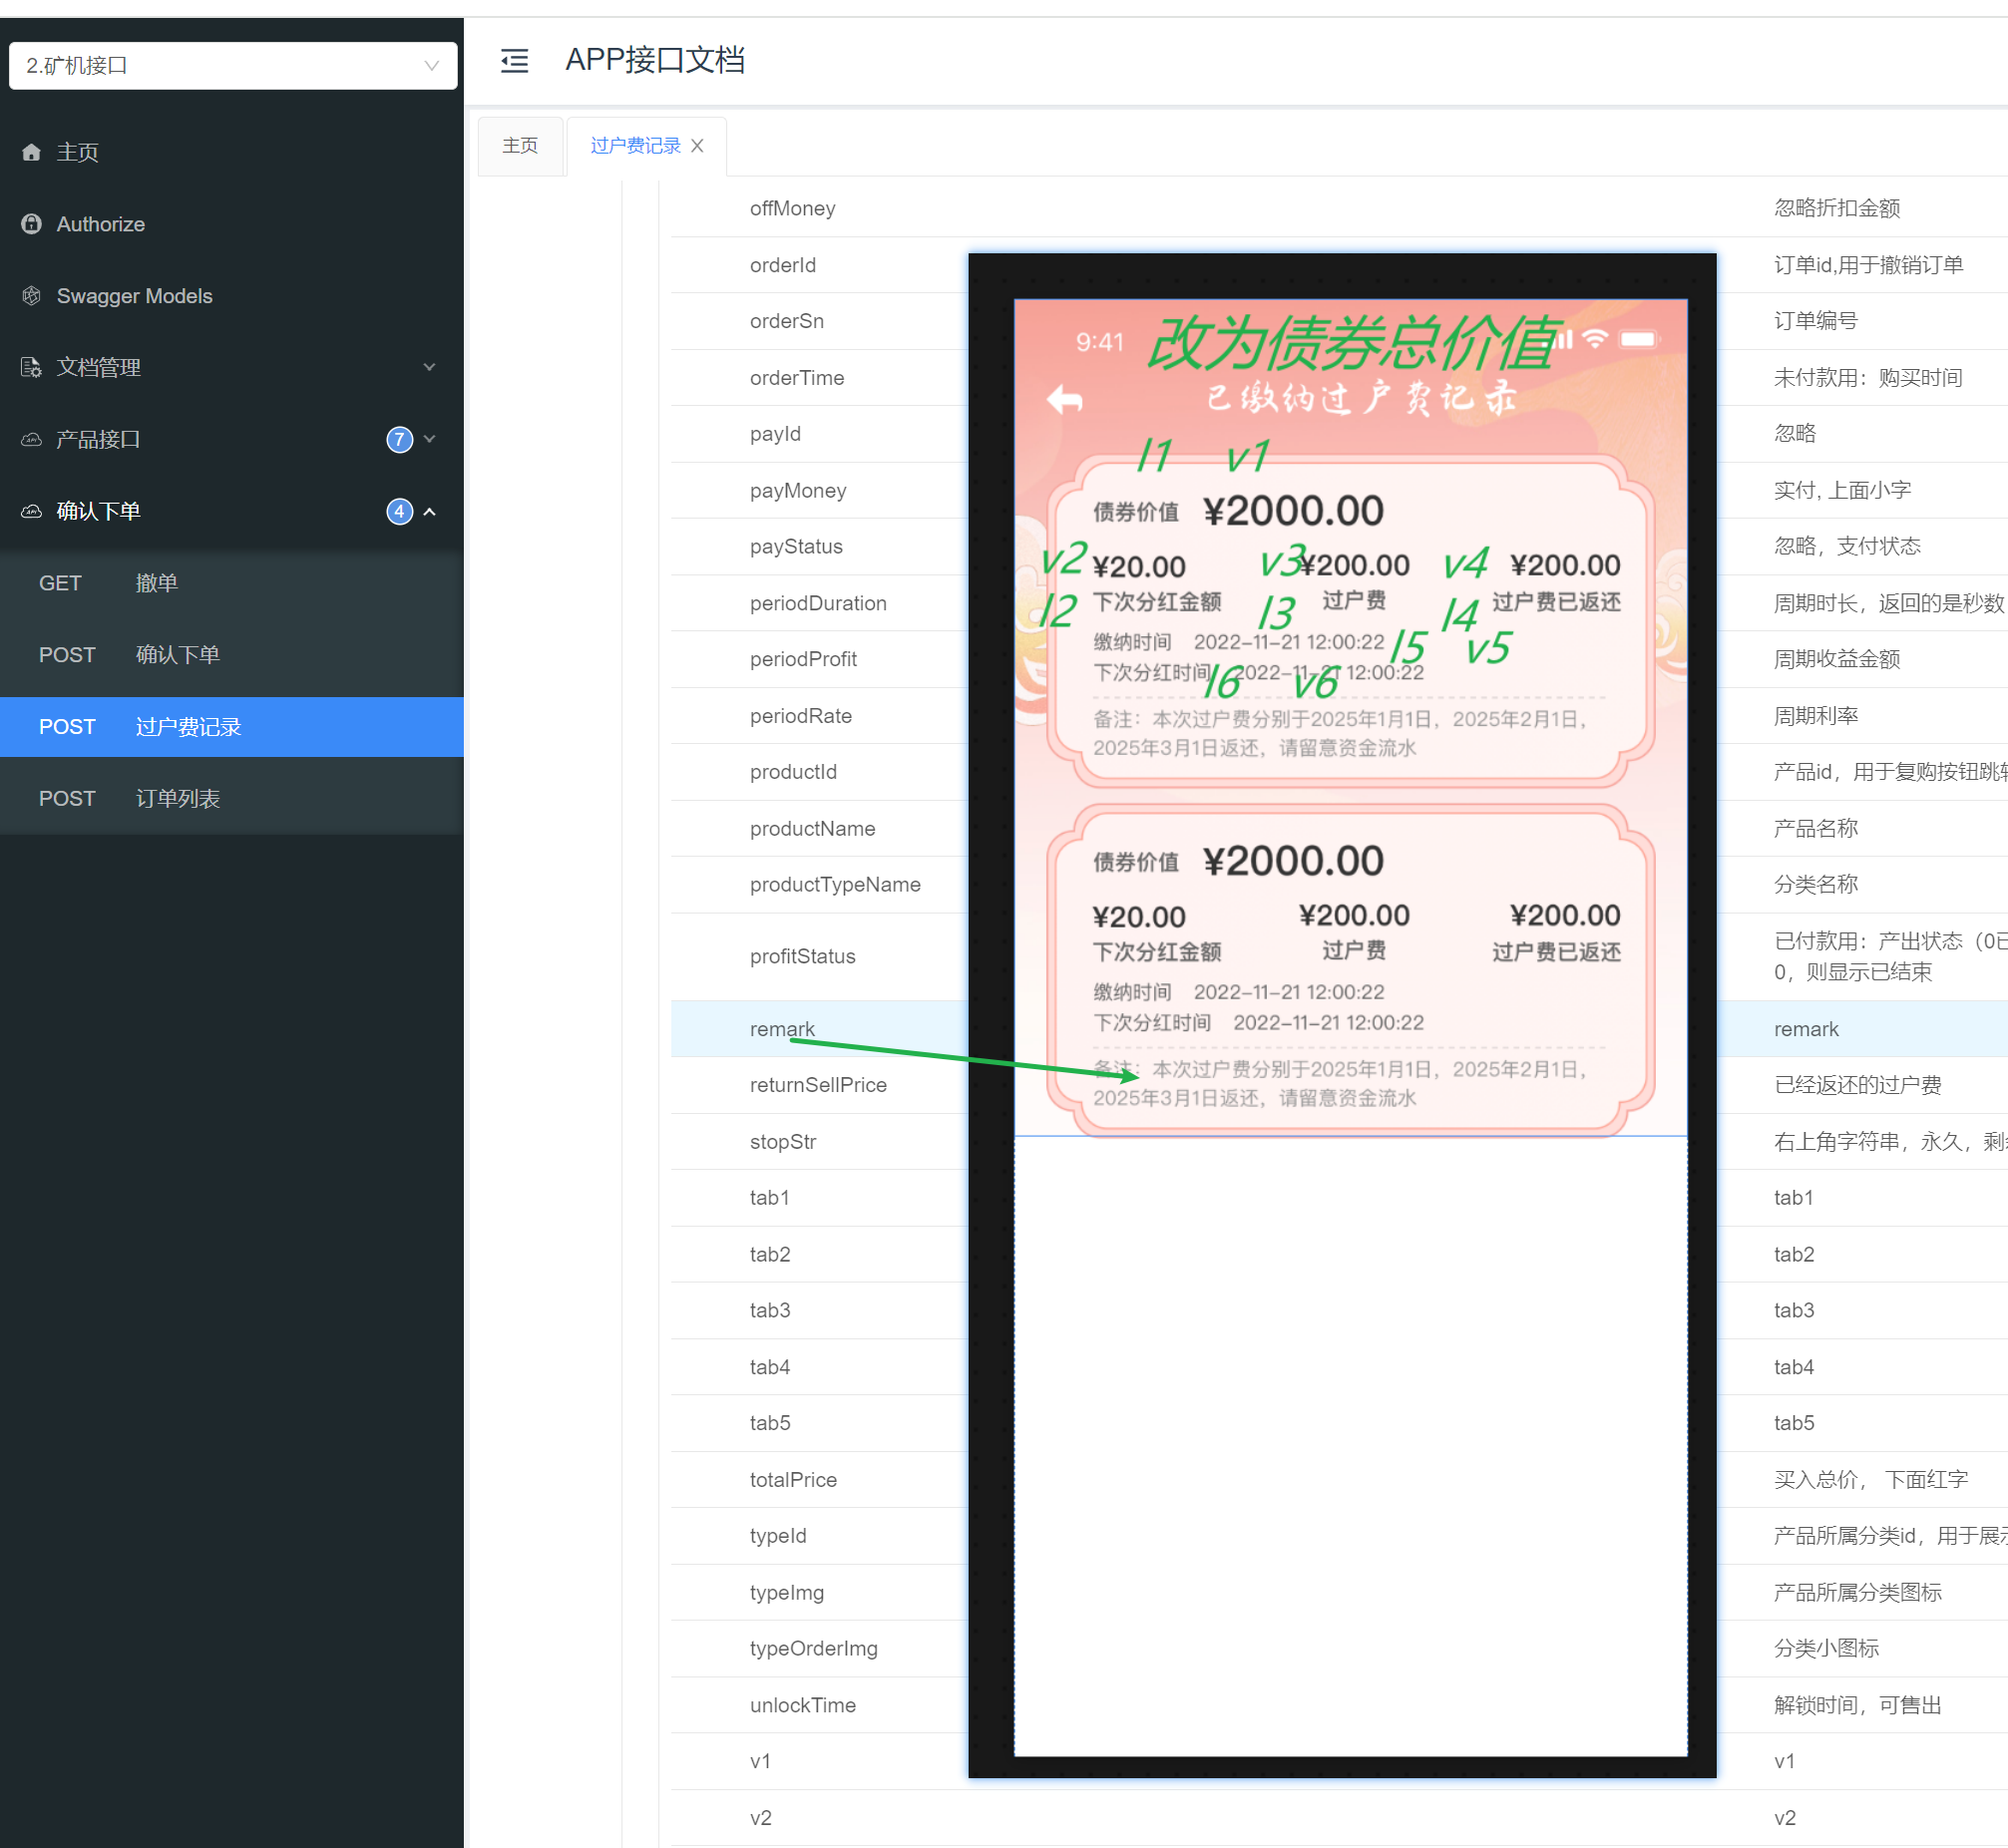 2.矿机接口
APP接口文档
主页
过户费记录
主页
Authorize
Swagger Models
文档管理
产品接口
7
确认下单
4
GET 撤单
POST 确认下单
POST 过户费记录
POST 订单列表
offMoney 忽略折扣金额
orderId 订单id,用于撤销订单
orderSn 订单编号
orderTime 未付款用：购买时间
payId 忽略
payMoney 实付, 上面小字
payStatus 忽略，支付状态
periodDuration 周期时长，返回的是秒数
periodProfit 周期收益金额
periodRate 周期利率
productId 产品id，用于复购按钮跳
productName 产品名称
productTypeName 分类名称
profitStatus 已付款用：产出状态（0已
0，则显示已结束
remark remark
returnSellPrice 已经返还的过户费
stopStr 右上角字符串，永久，剩
tab1 tab1
tab2 tab2
tab3 tab3
tab4 tab4
tab5 tab5
totalPrice 买入总价， 下面红字
typeId 产品所属分类id，用于展
typeImg 产品所属分类图标
typeOrderImg 分类小图标
unlockTime 解锁时间，可售出
v1 v1
v2 v2
9:41
改为债券总价值
已缴纳过户费记录
l1 v1
债券价值 ¥2000.00
v2 ¥20.00 v3 ¥200.00 v4 ¥200.00
l2 下次分红金额 l3 过户费 l4 过户费已返还
缴纳时间 2022-11-21 12:00:22 l5 v5
下次分红时间 2022-11-21 12:00:22
l6 v6
备注：本次过户费分别于2025年1月1日，2025年2月1日，
2025年3月1日返还，请留意资金流水
债券价值 ¥2000.00
¥20.00 ¥200.00 ¥200.00
下次分红金额 过户费 过户费已返还
缴纳时间 2022-11-21 12:00:22
下次分红时间 2022-11-21 12:00:22
备注：本次过户费分别于2025年1月1日，2025年2月1日，
2025年3月1日返还，请留意资金流水